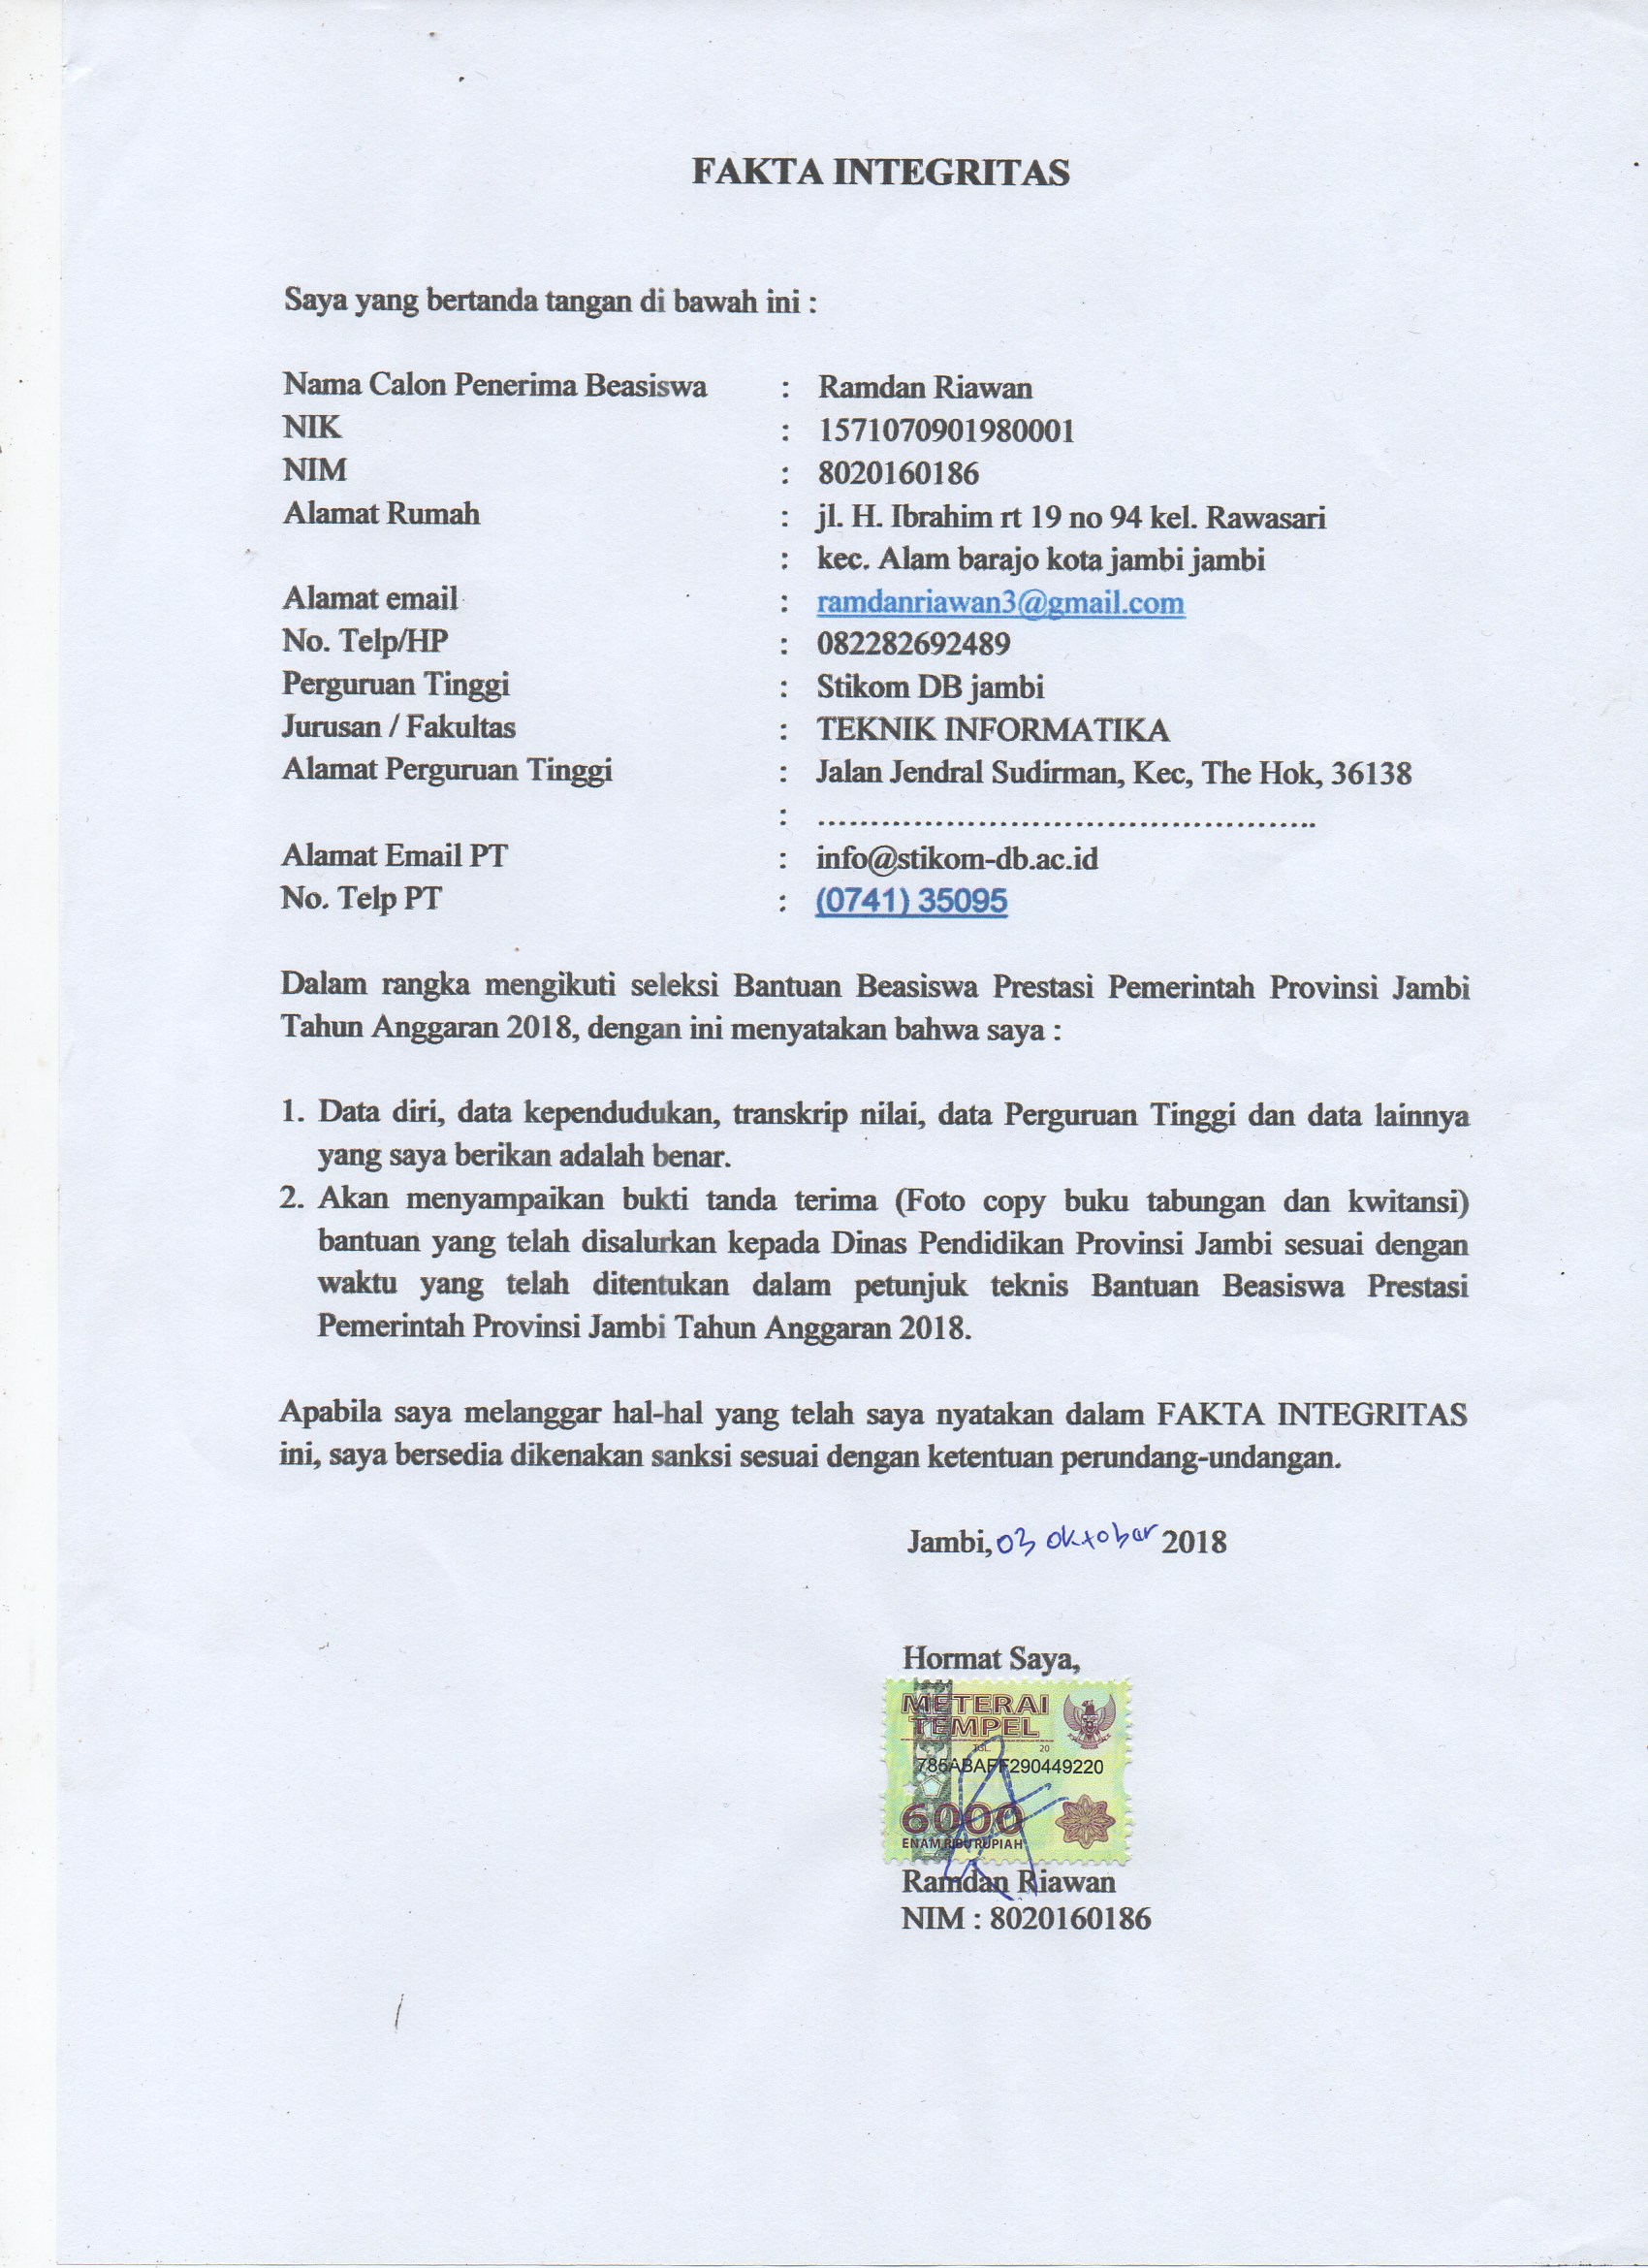 FAKTA INTEGRITAS
Saya yang bertanda tangan di bawah ini :
Nama Calon Penerima Beasiswa : Ramdan Riawan
NIK : 1571070901980001
NIM : 8020160186
Alamat Rumah : jl. H. Ibrahim rt 19 no 94 kel. Rawasari
: kec. Alam barajo kota jambi jambi
Alamat email : ramdanriawan3@gmail.com
No. Telp/HP : 082282692489
Perguruan Tinggi : Stikom DB jambi
Jurusan / Fakultas : TEKNIK INFORMATIKA
Alamat Perguruan Tinggi : Jalan Jendral Sudirman, Kec, The Hok, 36138
: ................................................
Alamat Email PT : info@stikom-db.ac.id
No. Telp PT : (0741) 35095
Dalam rangka mengikuti seleksi Bantuan Beasiswa Prestasi Pemerintah Provinsi Jambi
Tahun Anggaran 2018, dengan ini menyatakan bahwa saya :
1. Data diri, data kependudukan, transkrip nilai, data Perguruan Tinggi dan data lainnya
yang saya berikan adalah benar.
2. Akan menyampaikan bukti tanda terima (Foto copy buku tabungan dan kwitansi)
bantuan yang telah disalurkan kepada Dinas Pendidikan Provinsi Jambi sesuai dengan
waktu yang telah ditentukan dalam petunjuk teknis Bantuan Beasiswa Prestasi
Pemerintah Provinsi Jambi Tahun Anggaran 2018.
Apabila saya melanggar hal-hal yang telah saya nyatakan dalam FAKTA INTEGRITAS
ini, saya bersedia dikenakan sanksi sesuai dengan ketentuan perundang-undangan.
Jambi, 03 oktober 2018
Hormat Saya,
METERAI
TEMPEL
TGL. 20
785ABAFF290449220
6000
ENAM RIBU RUPIAH
Ramdan Riawan
NIM : 8020160186